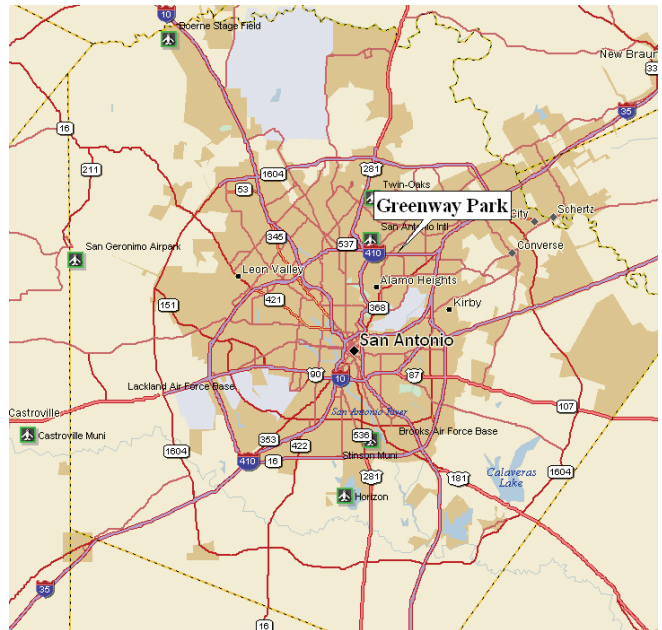 10
Boerne Stage Field
New Braun
33
35
16
211
1604
281
53
Twin-Oaks
Greenway Park
City
Schertz
San Antonio Intl
345
537
410
San Geronimo Airpark
Converse
Leon Valley
Alamo Heights
421
151
368
Kirby
San Antonio
90
10
87
Lackland Air Force Base
107
Castroville
San Antonio River
Castroville Muni
353
422
536
Brooks Air Force Base
1604
410
16
Stinson Muni
281
181
Calaveras
Lake
1604
Horizon
35
16
281